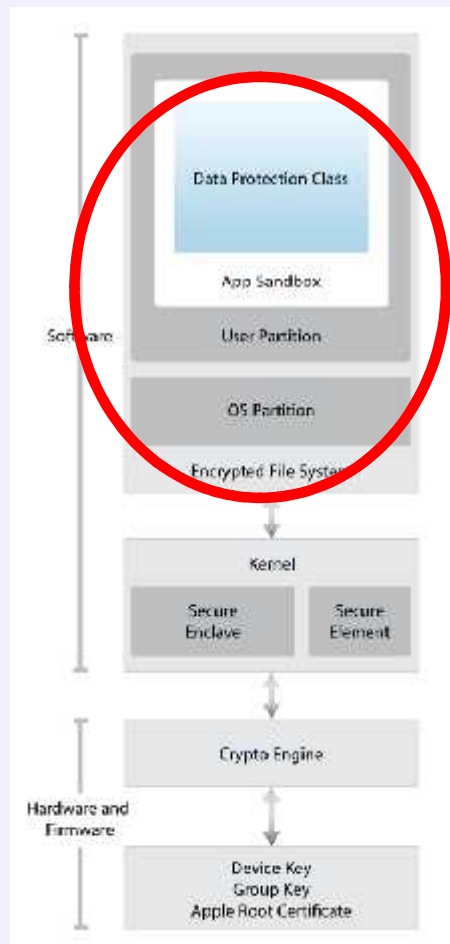 Data Protection Class
App Sandbox
Software
User Partition
OS Partition
Encrypted File System
Kernel
Secure
Enclave
Secure
Element
Crypto Engine
Hardware and
Firmware
Device Key
Group Key
Apple Root Certificate